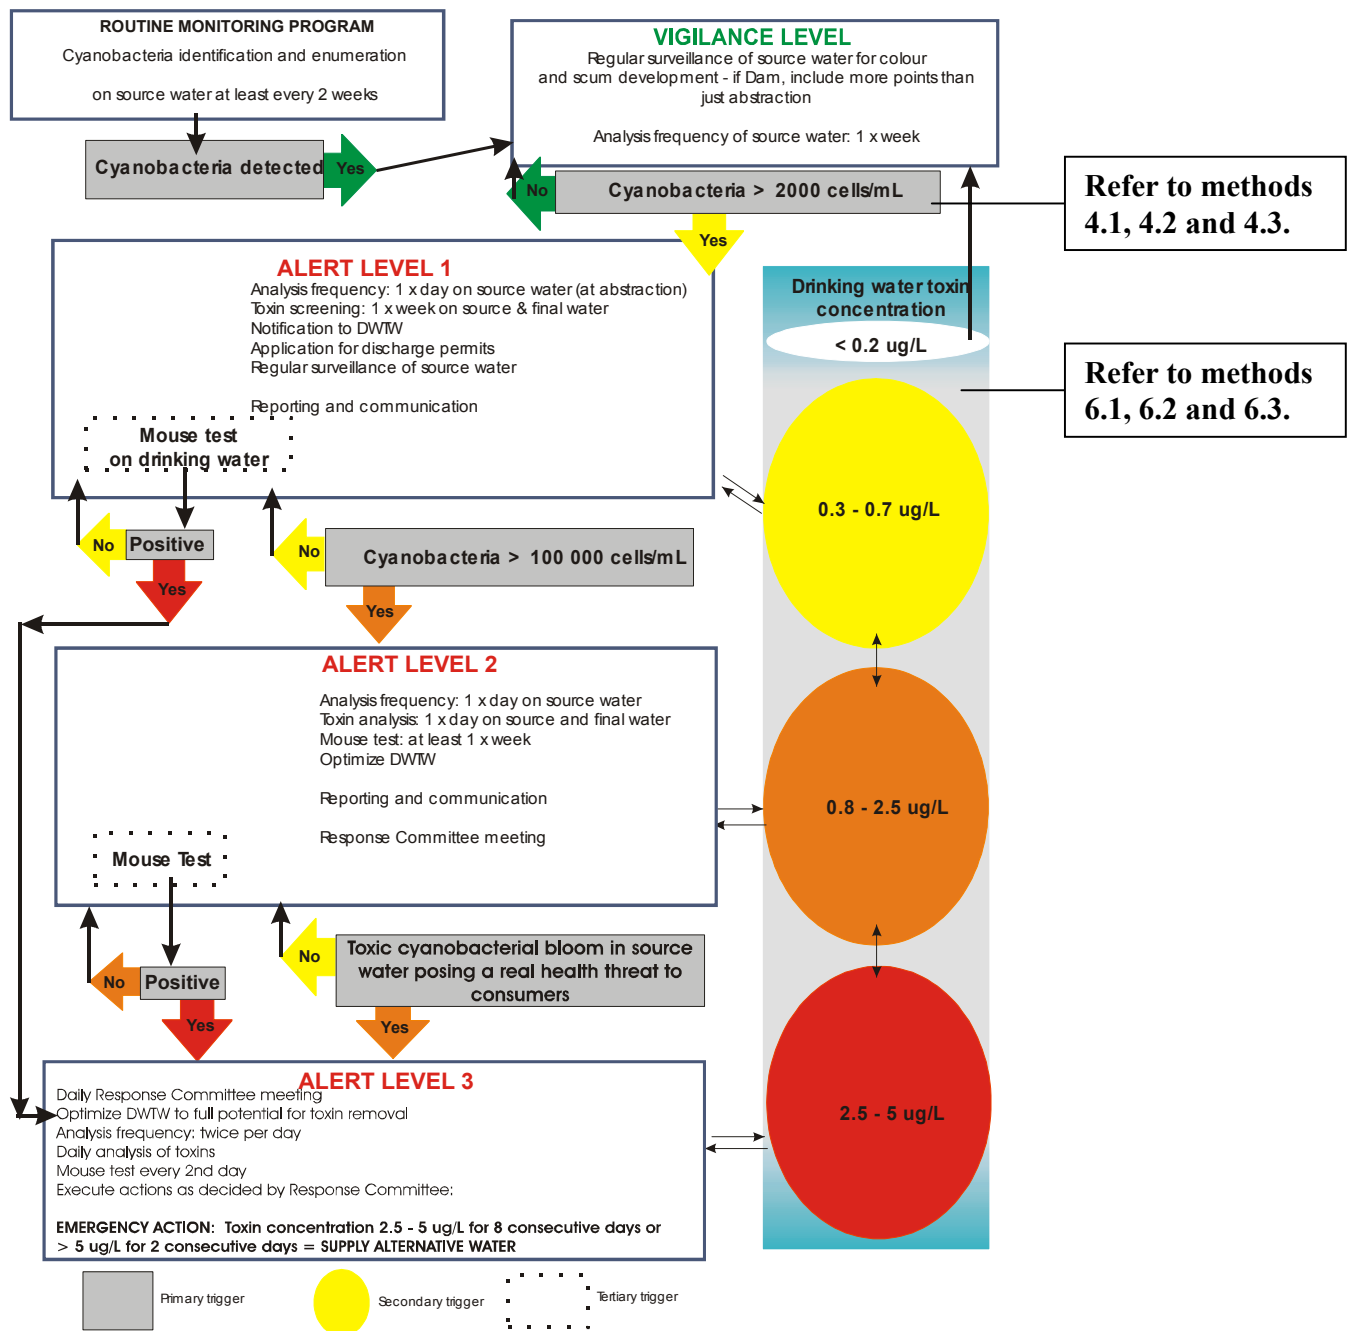 ROUTINE MONITORING PROGRAM
Cyanobacteria identification and enumeration
on source water at least every 2 weeks
Cyanobacteria detected
Yes
VIGILANCE LEVEL
Regular surveillance of source water for colour
and scum development - if Dam, include more points than
just abstraction
Analysis frequency of source water: 1 x week
No
Cyanobacteria > 2000 cells/mL
Yes
Refer to methods
4.1, 4.2 and 4.3.
ALERT LEVEL 1
Analysis frequency: 1 x day on source water (at abstraction)
Toxin screening: 1 x week on source & final water
Notification to DWTW
Application for discharge permits
Regular surveillance of source water
Reporting and communication
Mouse test
on drinking water
No
Positive
Yes
No
Cyanobacteria > 100 000 cells/mL
Yes
Drinking water toxin
concentration
< 0.2 ug/L
Refer to methods
6.1, 6.2 and 6.3.
0.3 - 0.7 ug/L
ALERT LEVEL 2
Analysis frequency: 1 x day on source water
Toxin analysis: 1 x day on source and final water
Mouse test: at least 1 x week
Optimize DWTW
Reporting and communication
Response Committee meeting
Mouse Test
0.8 - 2.5 ug/L
No
Positive
Yes
No
Toxic cyanobacterial bloom in source
water posing a real health threat to
consumers
Yes
ALERT LEVEL 3
Daily Response Committee meeting
Optimize DWTW to full potential for toxin removal
Analysis frequency: twice per day
Daily analysis of toxins
Mouse test every 2nd day
Execute actions as decided by Response Committee:
EMERGENCY ACTION: Toxin concentration 2.5 - 5 ug/L for 8 consecutive days or
> 5 ug/L for 2 consecutive days = SUPPLY ALTERNATIVE WATER
2.5 - 5 ug/L
Primary trigger
Secondary trigger
Tertiary trigger